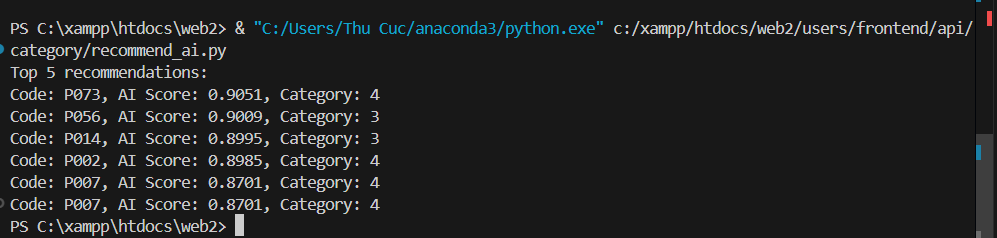 PS C:\xampp\htdocs\web2> & "C:/Users/Thu Cuc/anaconda3/python.exe" c:/xampp/htdocs/web2/users/frontend/api/
category/recommend_ai.py
Top 5 recommendations:
Code: P073, AI Score: 0.9051, Category: 4
Code: P056, AI Score: 0.9009, Category: 3
Code: P014, AI Score: 0.8995, Category: 3
Code: P002, AI Score: 0.8985, Category: 4
Code: P007, AI Score: 0.8701, Category: 4
Code: P007, AI Score: 0.8701, Category: 4
PS C:\xampp\htdocs\web2>